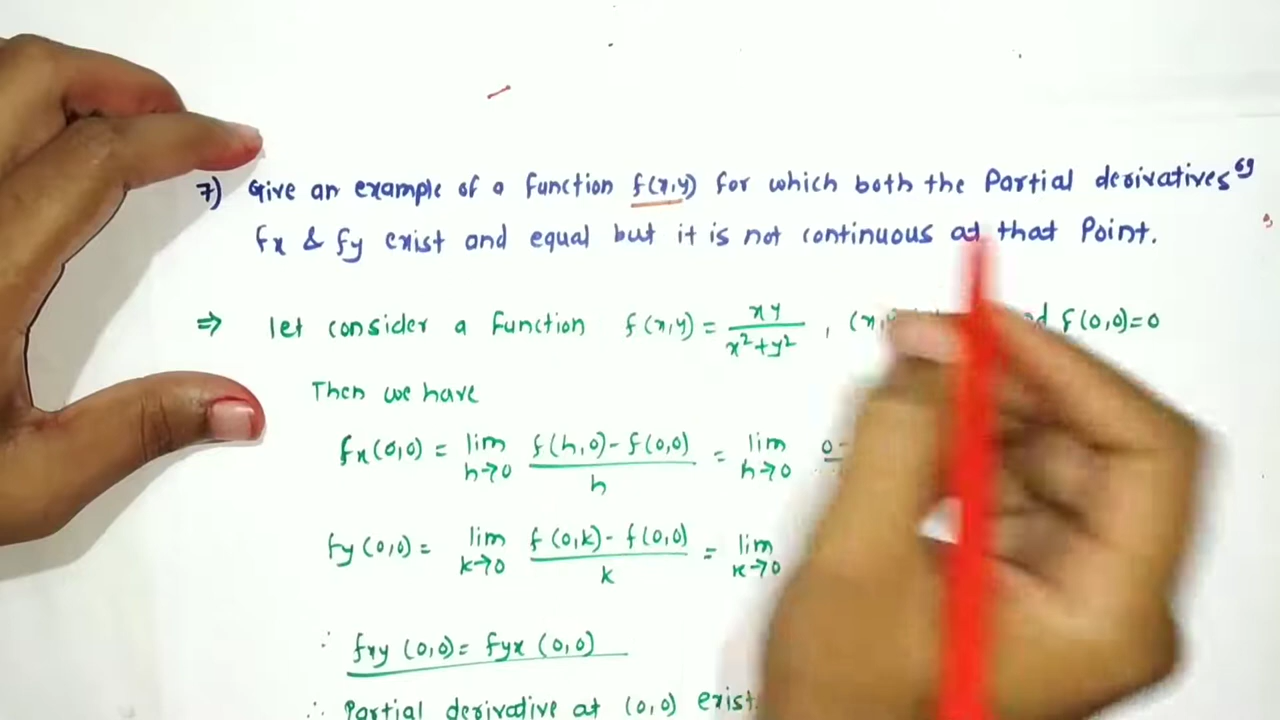 7) Give an example of a function f(x,y) for which both the Partial derivatives
fx & fy exist and equal but it is not continuous at that Point.
⇒ let consider a function f(x,y) = xy / x²+y² , (x, f(0,0)=0
Then we have
fx(0,0) = lim h→0 f(h,0)-f(0,0) / h = lim h→0 0-
fy(0,0) = lim k→0 f(0,k)-f(0,0) / k = lim k→0
∴ fxy (0,0) = fyx (0,0)
∴ Partial derivative at (0,0) exist